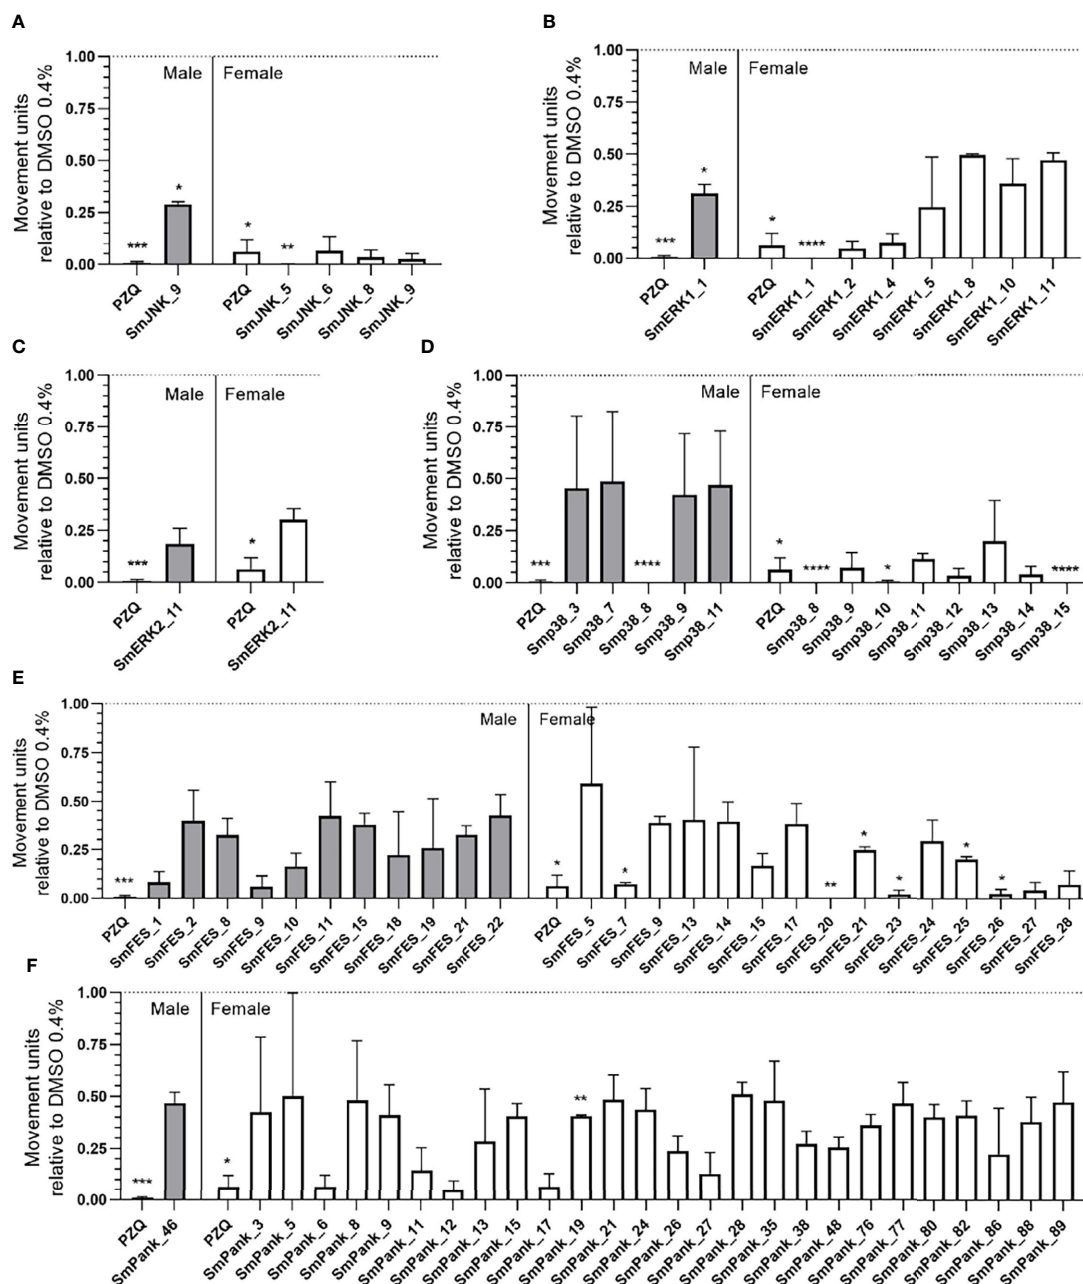 A
Movement units
relative to DMSO 0.4%
1.00
0.75
0.50
0.25
0.00
Male
Female
***
*
*
**
PZQ
SmJNK_9
PZQ
SmJNK_5
SmJNK_6
SmJNK_8
SmJNK_9
B
Movement units
relative to DMSO 0.4%
1.00
0.75
0.50
0.25
0.00
Male
Female
***
*
*
****
PZQ
SmERK1_1
PZQ
SmERK1_1
SmERK1_2
SmERK1_4
SmERK1_5
SmERK1_8
SmERK1_10
SmERK1_11
C
Movement units
relative to DMSO 0.4%
1.00
0.75
0.50
0.25
0.00
Male
Female
***
*
PZQ
SmERK2_11
PZQ
SmERK2_11
D
Movement units
relative to DMSO 0.4%
1.00
0.75
0.50
0.25
0.00
Male
Female
***
****
*
****
*
****
PZQ
Smp38_3
Smp38_7
Smp38_8
Smp38_9
Smp38_11
PZQ
Smp38_8
Smp38_9
Smp38_10
Smp38_11
Smp38_12
Smp38_13
Smp38_14
Smp38_15
E
Movement units
relative to DMSO 0.4%
1.00
0.75
0.50
0.25
0.00
Male
Female
***
*
*
**
*
*
*
*
PZQ
SmFES_1
SmFES_2
SmFES_8
SmFES_9
SmFES_10
SmFES_11
SmFES_15
SmFES_18
SmFES_19
SmFES_21
SmFES_22
PZQ
SmFES_5
SmFES_7
SmFES_9
SmFES_13
SmFES_14
SmFES_15
SmFES_17
SmFES_20
SmFES_21
SmFES_23
SmFES_24
SmFES_25
SmFES_26
SmFES_27
SmFES_28
F
Movement units
relative to DMSO 0.4%
1.00
0.75
0.50
0.25
0.00
Male
Female
***
*
**
PZQ
SmPank_46
PZQ
SmPank_3
SmPank_5
SmPank_6
SmPank_8
SmPank_9
SmPank_11
SmPank_12
SmPank_13
SmPank_15
SmPank_17
SmPank_19
SmPank_21
SmPank_24
SmPank_26
SmPank_27
SmPank_28
SmPank_35
SmPank_38
SmPank_48
SmPank_76
SmPank_77
SmPank_80
SmPank_82
SmPank_86
SmPank_88
SmPank_89